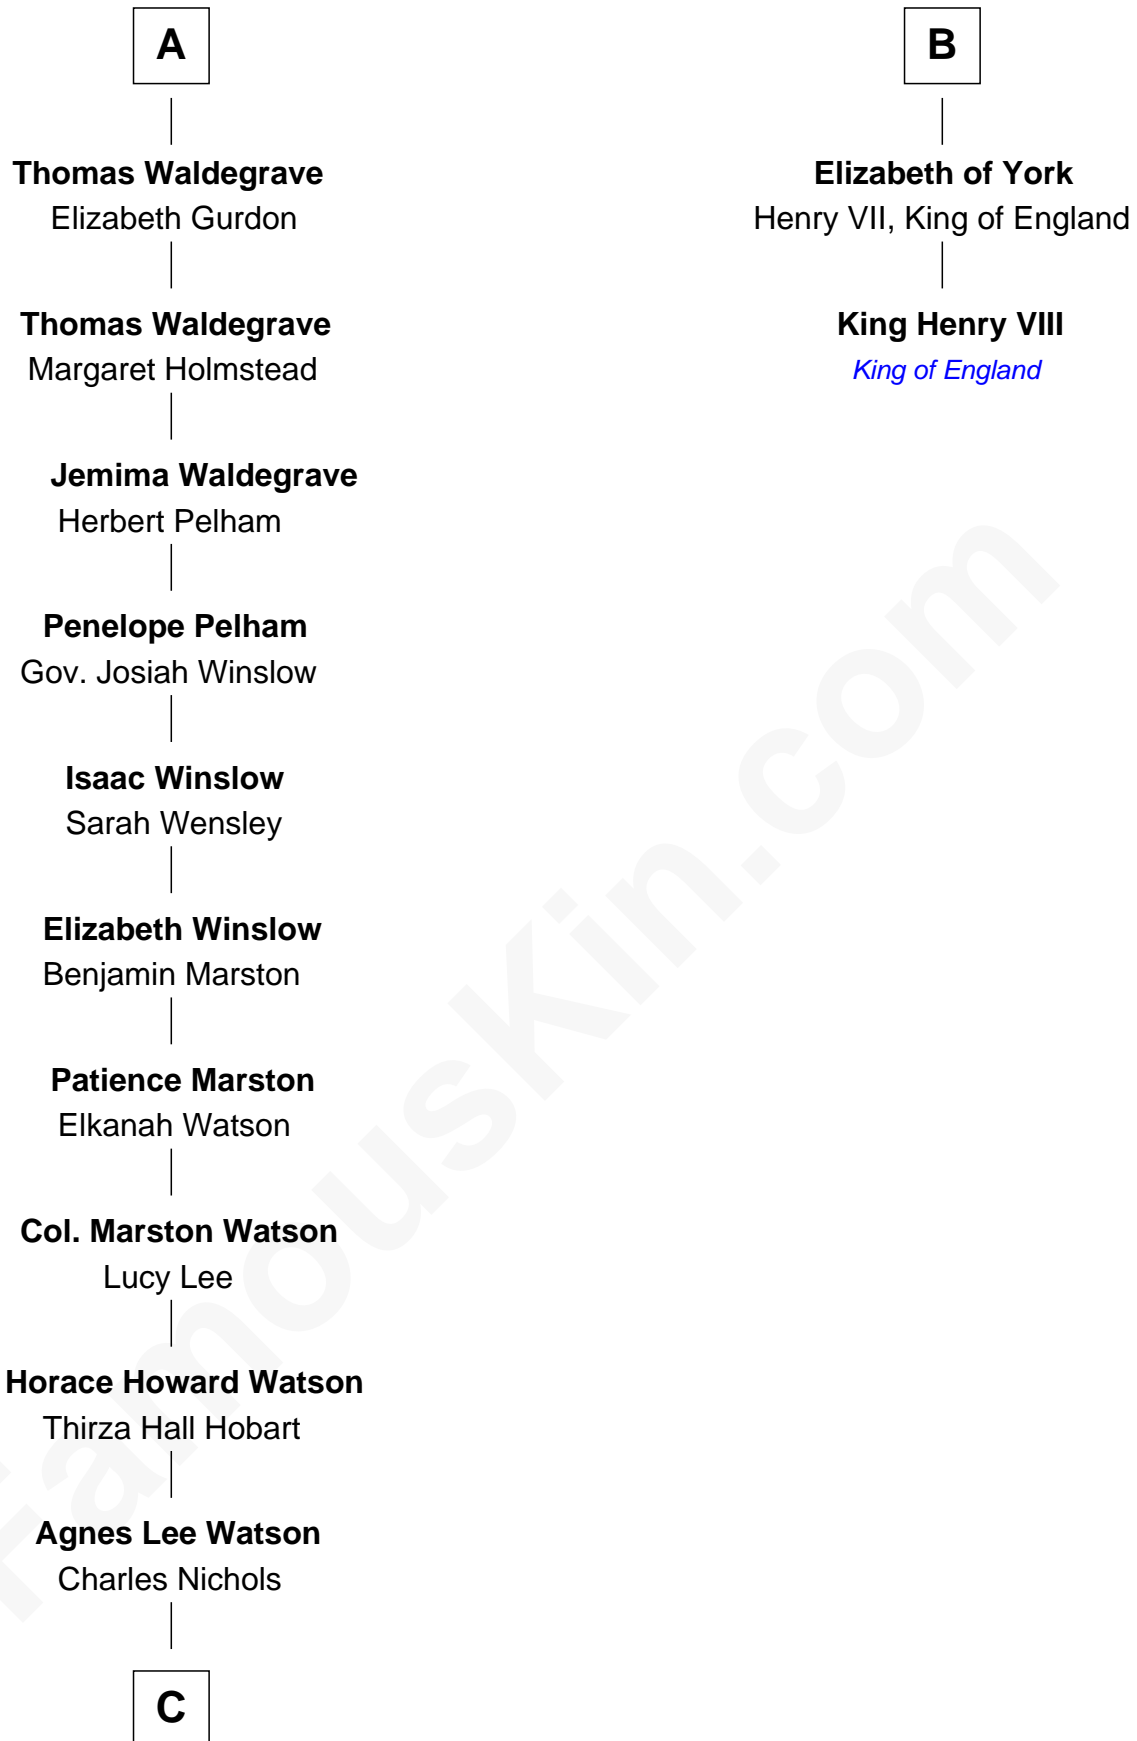 A
Thomas Waldegrave
Elizabeth Gurdon
Thomas Waldegrave
Margaret Holmstead
Jemima Waldegrave
Herbert Pelham
Penelope Pelham
Gov. Josiah Winslow
Isaac Winslow
Sarah Wensley
Elizabeth Winslow
Benjamin Marston
Patience Marston
Elkanah Watson
Col. Marston Watson
Lucy Lee
Horace Howard Watson
Thirza Hall Hobart
Agnes Lee Watson
Charles Nichols
C
B
Elizabeth of York
Henry VII, King of England
King Henry VIII
King of England
FamousKin.com